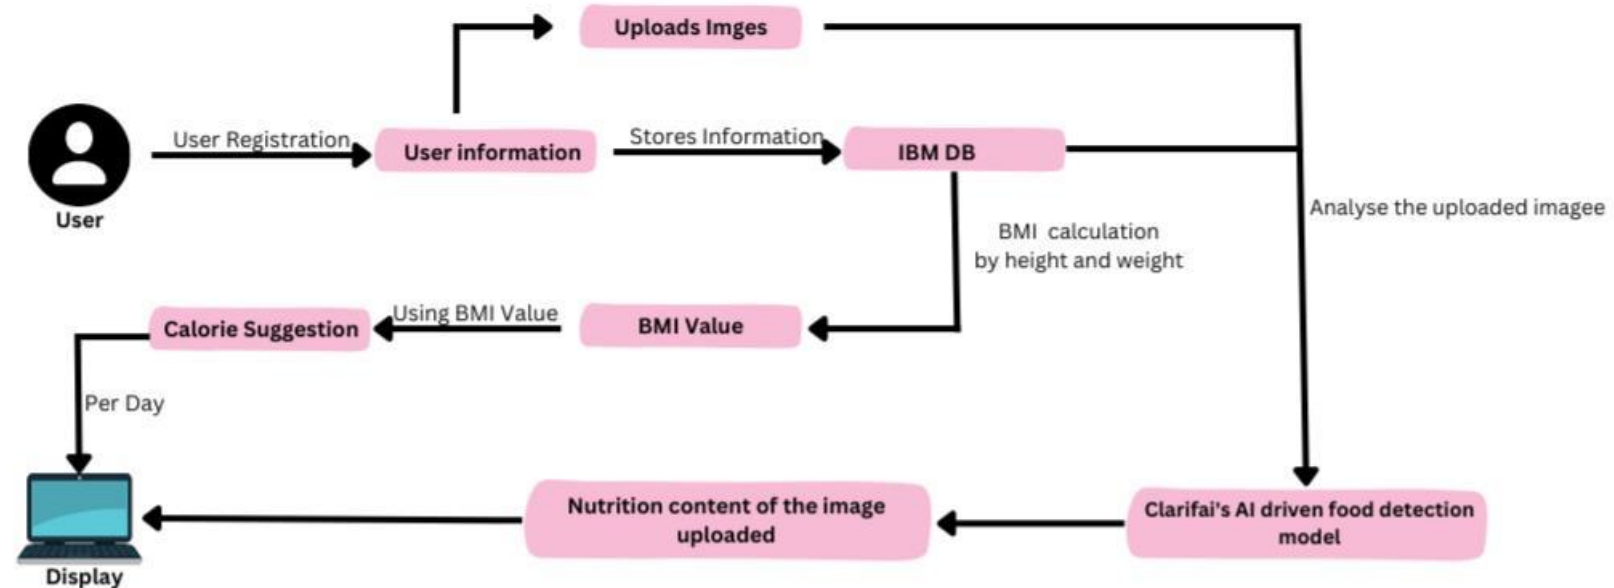 Uploads Imges
User Registration
User information
Stores Information
IBM DB
User
Analyse the uploaded imagee
BMI calculation
by height and weight
Calorie Suggestion
Using BMI Value
BMI Value
Per Day
Nutrition content of the image
uploaded
Clarifai's AI driven food detection
model
Display